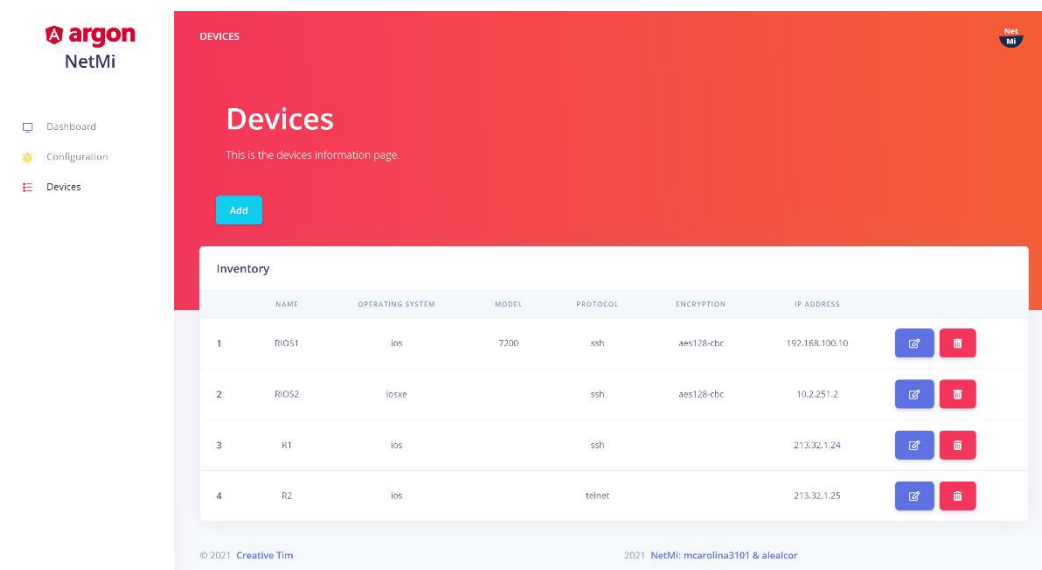 argon
NetMi
Dashboard
Configuration
Devices
DEVICES
Net
Mi
Devices
This is the devices information page.
Add
Inventory
NAME OPERATING SYSTEM MODEL PROTOCOL ENCRYPTION IP ADDRESS
1 RIOS1 ios 7200 ssh aes128-cbc 192.168.100.10
2 RIOS2 iosxe ssh aes128-cbc 10.2.251.2
3 R1 ios ssh 213.32.1.24
4 R2 ios telnet 213.32.1.25
© 2021 Creative Tim 2021 NetMi: mcarolina3101 & alealcor